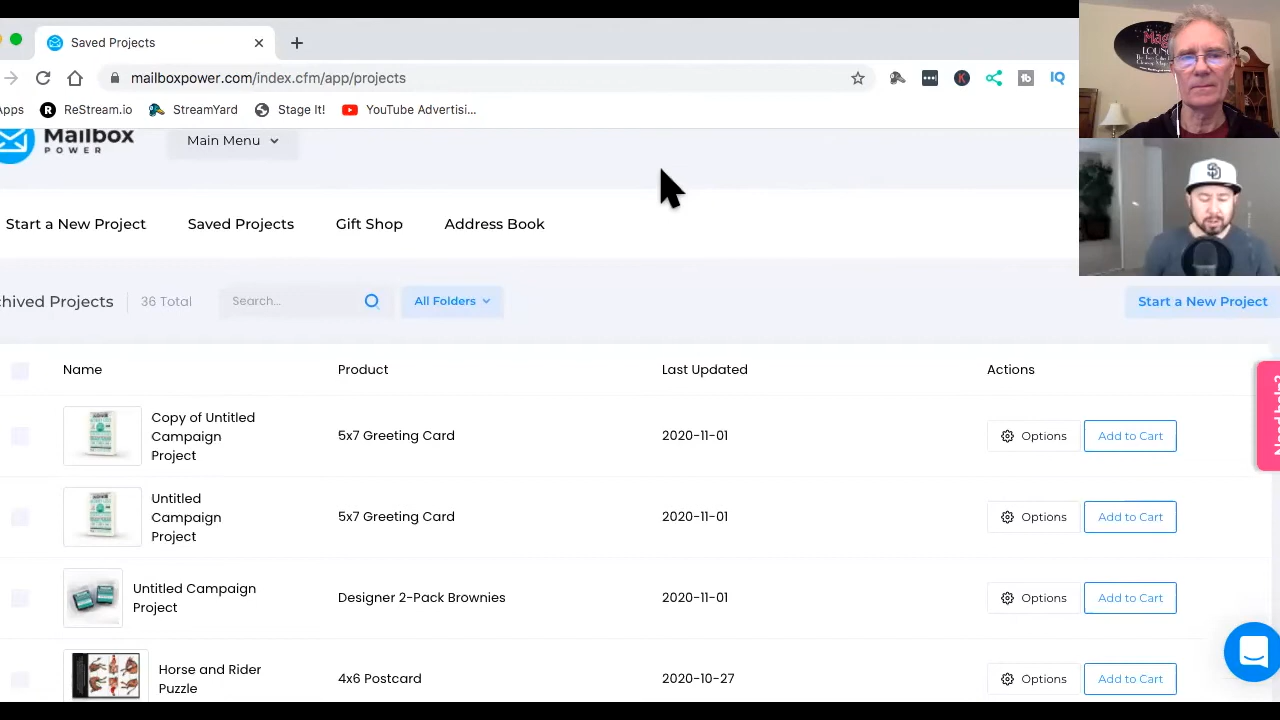 Saved Projects
mailboxpower.com/index.cfm/app/projects
IQ
pps
ReStream.io
StreamYard
Stage It!
YouTube Advertisi...
Mailbox
POWER
Main Menu
Start a New Project
Saved Projects
Gift Shop
Address Book
chived Projects
36 Total
Search...
All Folders
Start a New Project
Name
Product
Last Updated
Actions
Copy of Untitled
Campaign
Project
5x7 Greeting Card
2020-11-01
Options
Add to Cart
Untitled
Campaign
Project
5x7 Greeting Card
2020-11-01
Options
Add to Cart
Untitled Campaign
Project
Designer 2-Pack Brownies
2020-11-01
Options
Add to Cart
Horse and Rider
Puzzle
4x6 Postcard
2020-10-27
Options
Add to Cart
Need help?